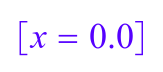 [x = 0.0]